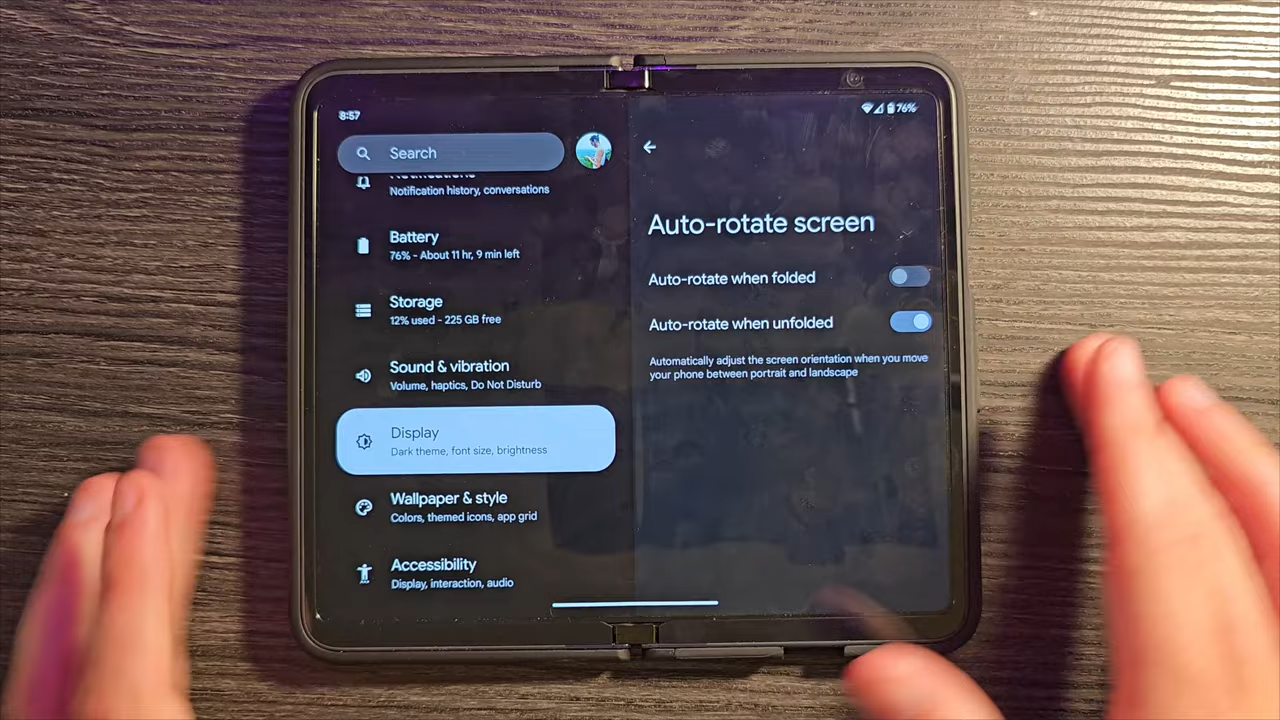 8:57
76%
Search
Notifications
Notification history, conversations
Battery
76% - About 11 hr, 9 min left
Storage
12% used - 225 GB free
Sound & vibration
Volume, haptics, Do Not Disturb
Display
Dark theme, font size, brightness
Wallpaper & style
Colors, themed icons, app grid
Accessibility
Display, interaction, audio
Auto-rotate screen
Auto-rotate when folded
Auto-rotate when unfolded
Automatically adjust the screen orientation when you move
your phone between portrait and landscape